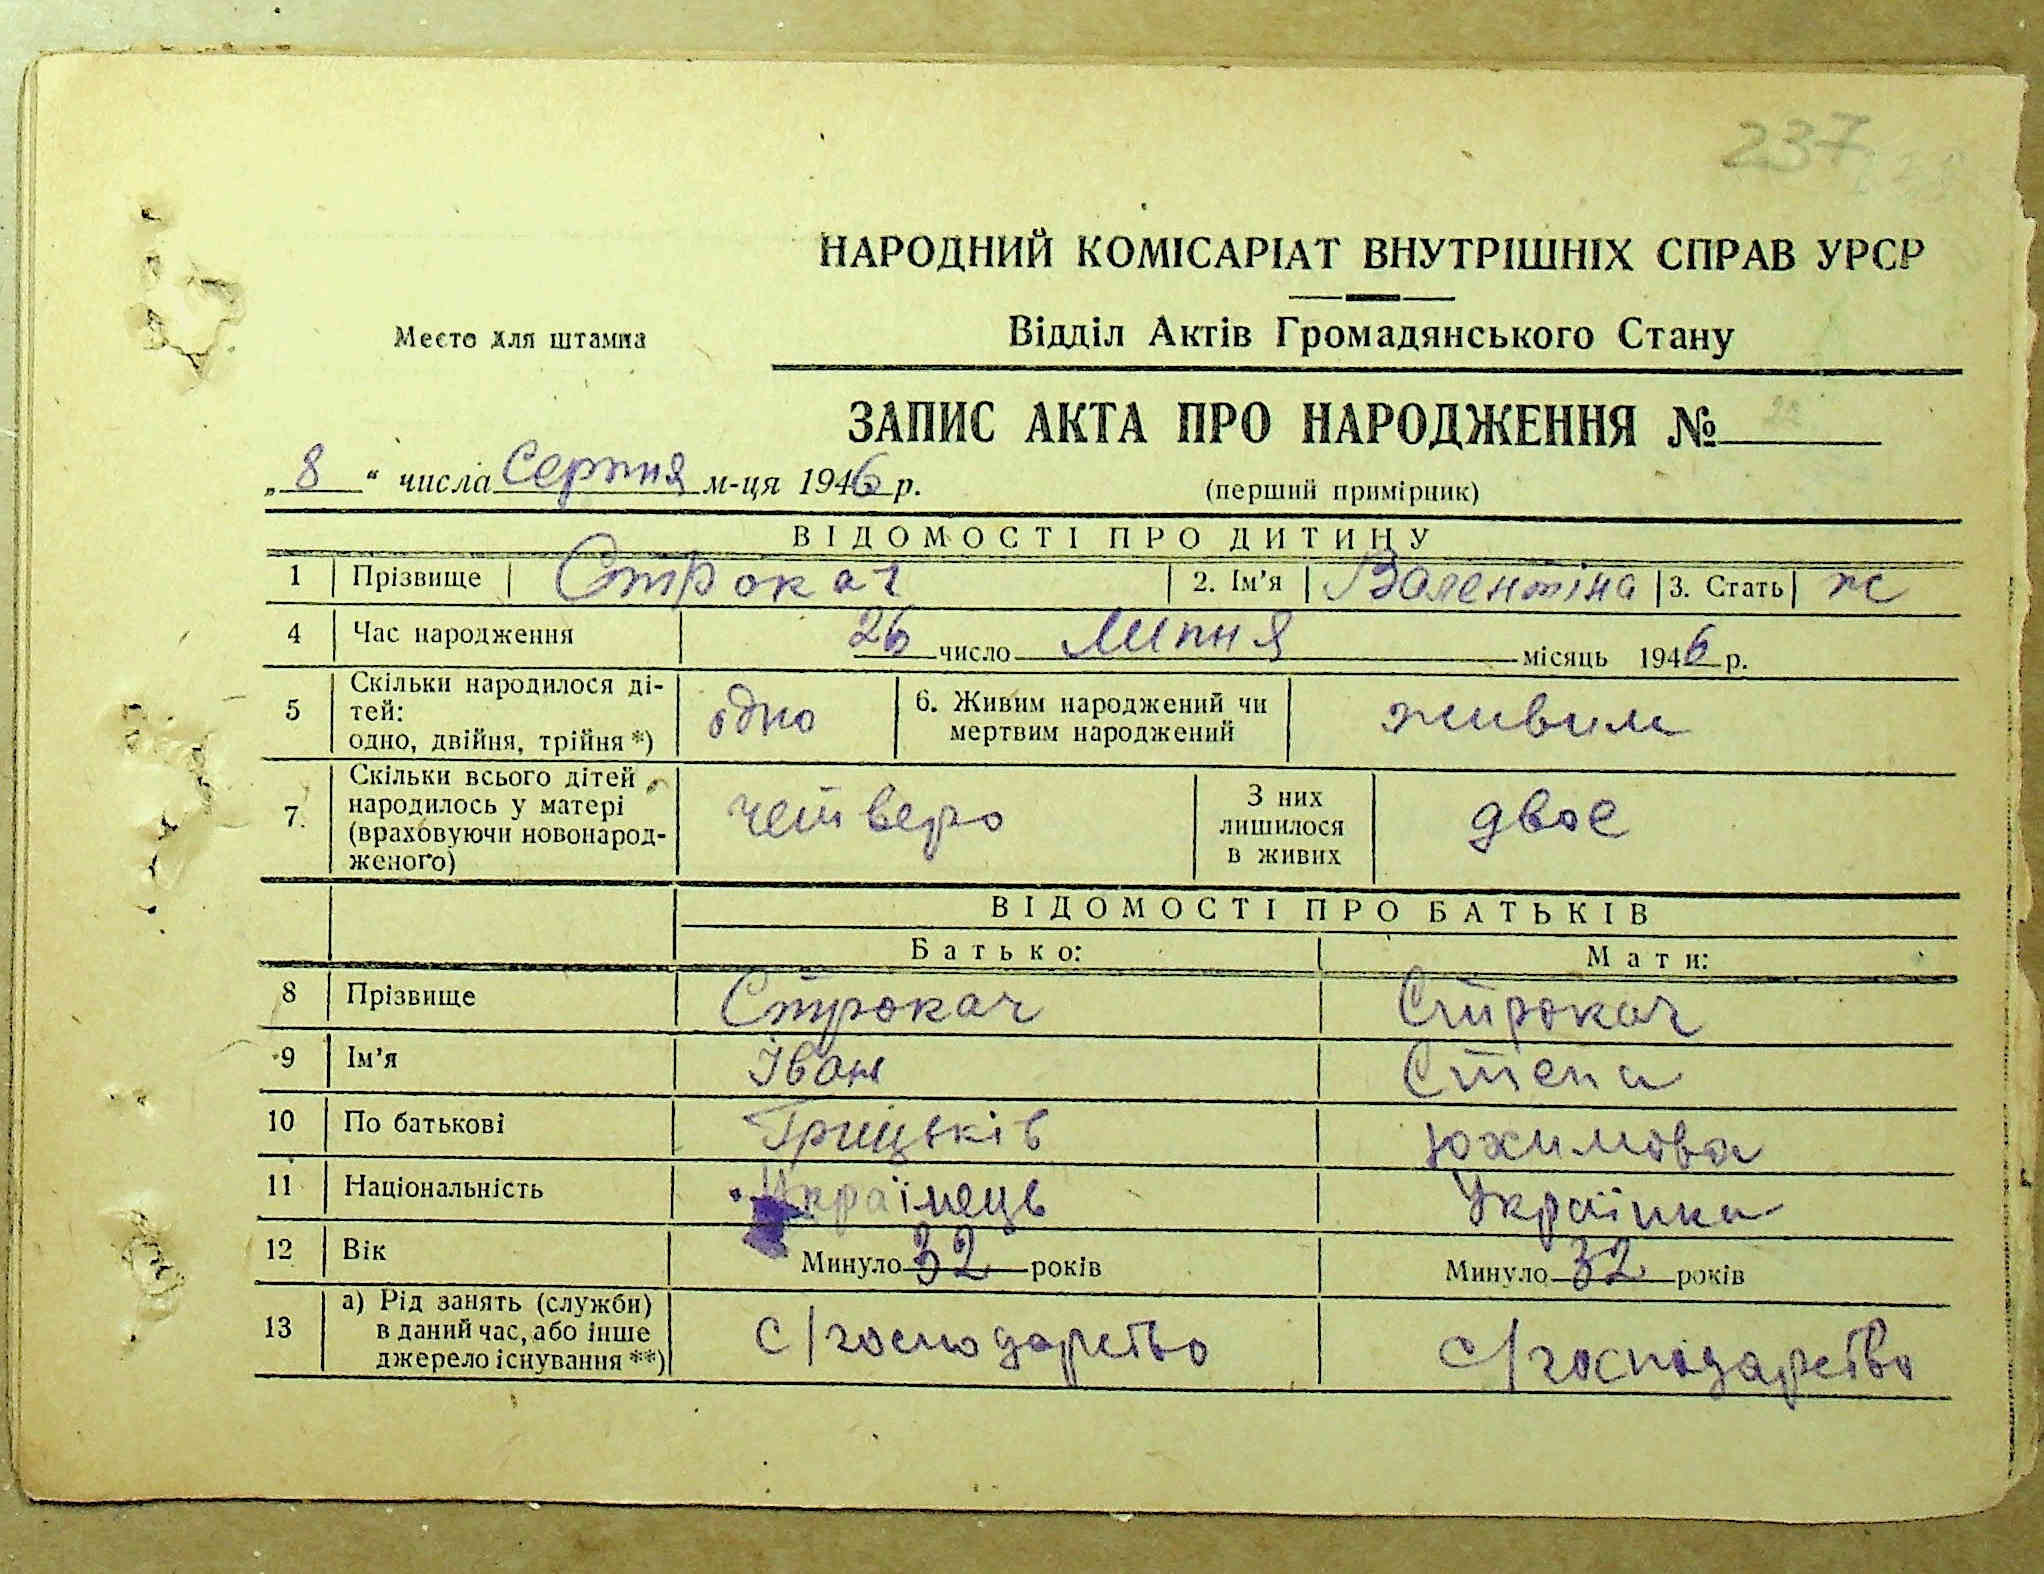 237
НАРОДНИЙ КОМІСАРІАТ ВНУТРІШНІХ СПРАВ УРСР
Место для штампа
Відділ Актів Громадянського Стану
ЗАПИС АКТА ПРО НАРОДЖЕННЯ №
„8“ числа Серпня м-ця 1946 р.
(перший примірник)
ВІДОМОСТІ ПРО ДИТИНУ
1 Прізвище Строкач 2. Ім'я Валентіна 3. Стать ж
4 Час народження 26 число Липня місяць 1946 р.
5 Скільки народилося ді-
тей:
одно, двійня, трійня *) одно 6. Живим народжений чи
мертвим народжений живим
7. Скільки всього дітей
народилось у матері
(враховуючи новонарод-
женого) четверо З них
лишилося
в живих двое
ВІДОМОСТІ ПРО БАТЬКІВ
Батько: Мати:
8 Прізвище Строкач Строкач
9 Ім'я Іван Степа
10 По батькові Грицьків Юхимова
11 Національність Українець Українка
12 Вік Минуло 32 років Минуло 32 років
13 а) Рід занять (служби)
в даний час, або інше
джерело існування **) с/господарство с/господарство